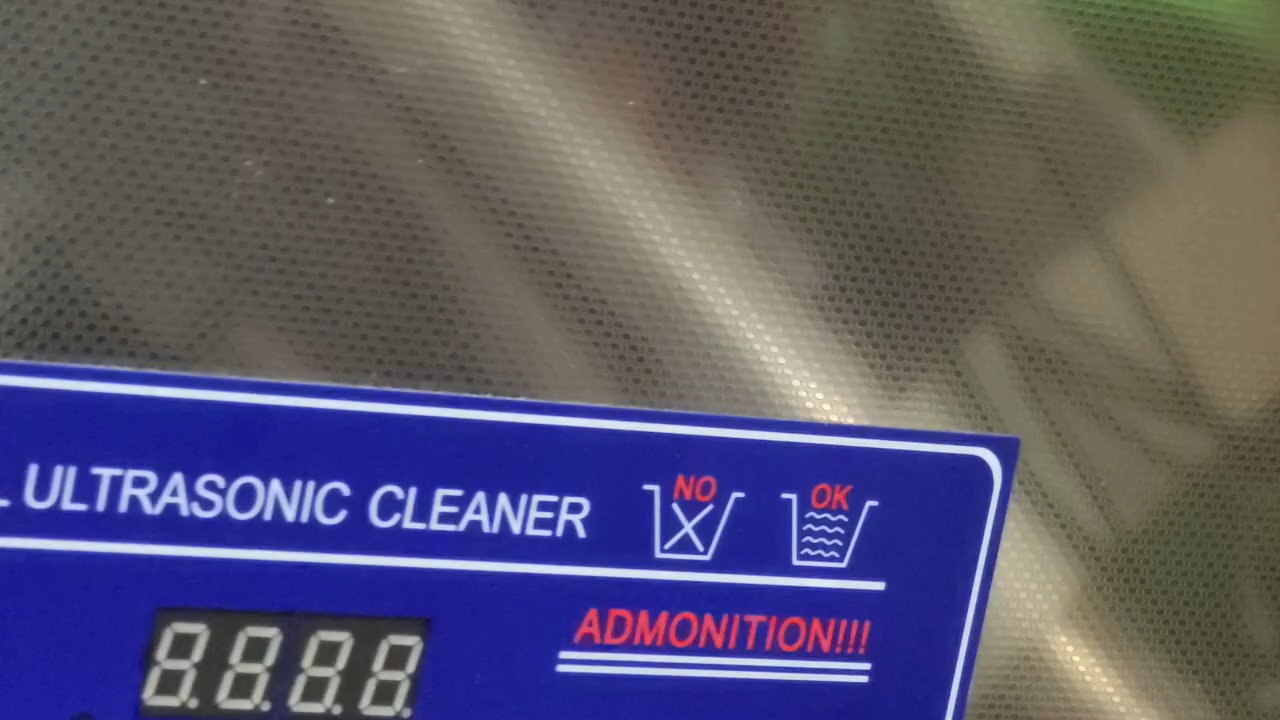 ULTRASONIC CLEANER
NO
OK
ADMONITION!!!
8.8.8.8.